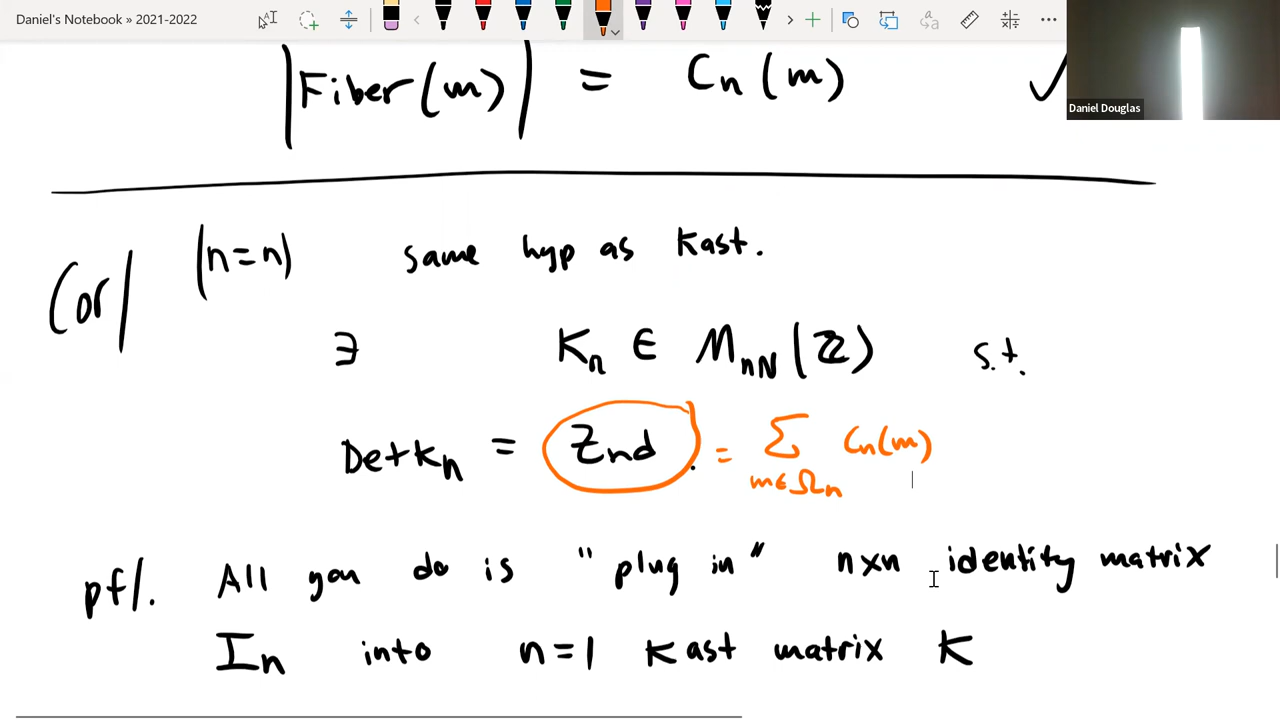 Daniel's Notebook » 2021-2022
Daniel Douglas
|Fiber(m)| = Cn(m) ✓
Cor/ (n=n) same hyp as Kast.
∃ Kn ∈ MnN(ℤ) s.t.
Det Kn = Znd. = Σ Cn(m)
m∈Ωn
pf/. All you do is "plug in" nxn identity matrix
In into n=1 Kast matrix K